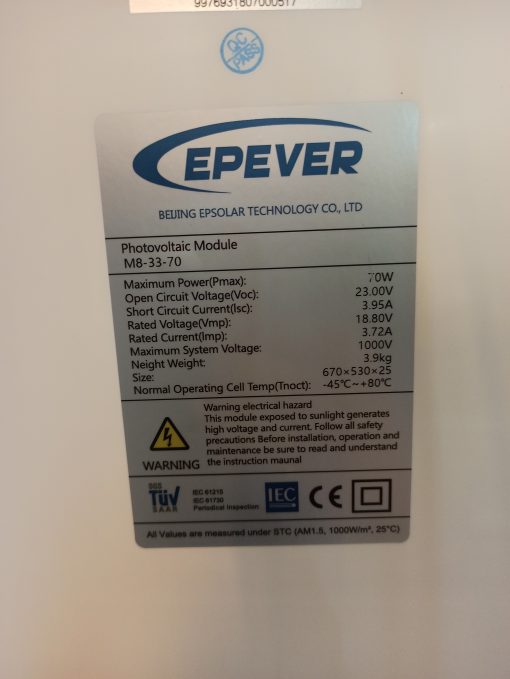 9976931807000517
QC
PASS
EPEVER
BEIJING EPSOLAR TECHNOLOGY CO., LTD
Photovoltaic Module
M8-33-70
Maximum Power(Pmax): 70W
Open Circuit Voltage(Voc): 23.00V
Short Circuit Current(Isc): 3.95A
Rated Voltage(Vmp): 18.80V
Rated Current(Imp): 3.72A
Maximum System Voltage: 1000V
Neight Weight: 3.9kg
Size: 670×530×25
Normal Operating Cell Temp(Tnoct): -45℃~+80℃
Warning electrical hazard
This module exposed to sunlight generates
high voltage and current. Follow all safety
precautions Before installation, operation and
maintenance be sure to read and understand
the instruction maunal
WARNING
SGS
TÜV
SAAR
IEC 61215
IEC 61730
Periodical Inspection
IEC
CE
All Values are measured under STC (AM1.5, 1000W/m², 25°C)